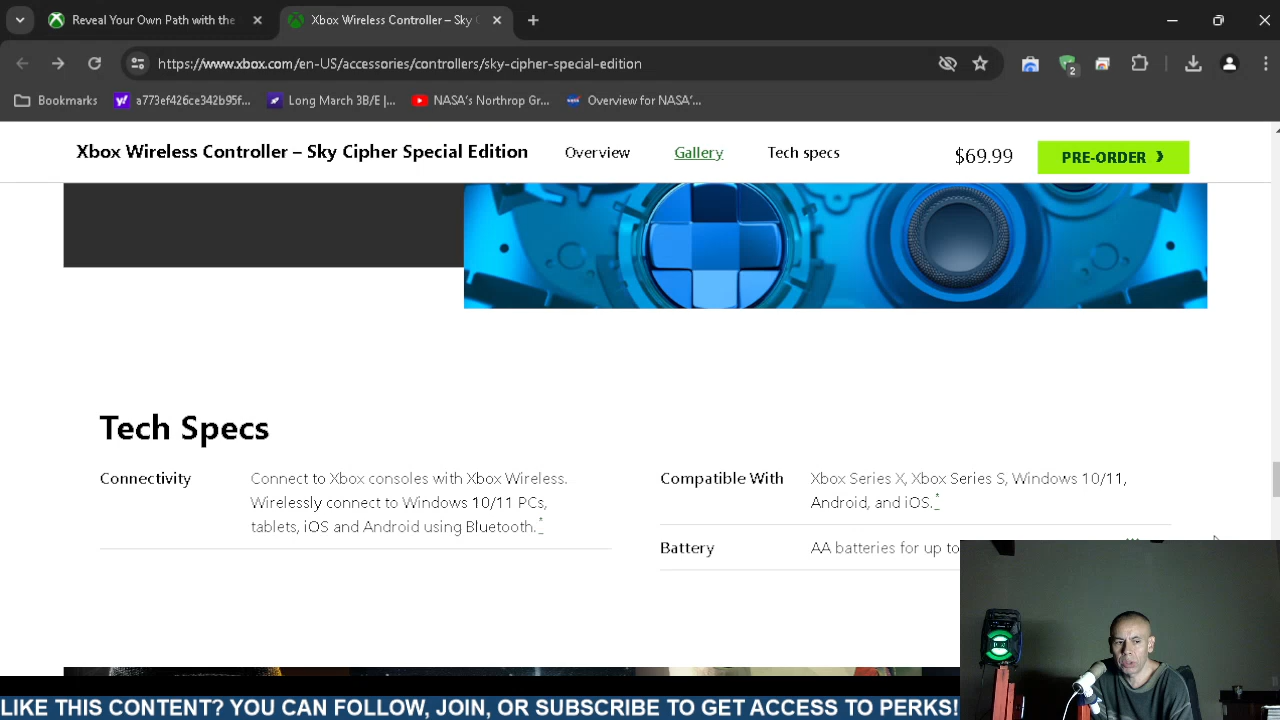 Reveal Your Own Path with the
Xbox Wireless Controller – Sky C
https://www.xbox.com/en-US/accessories/controllers/sky-cipher-special-edition
2
Bookmarks
a773ef426ce342b95f...
Long March 3B/E |...
NASA's Northrop Gr...
Overview for NASA'...
Xbox Wireless Controller – Sky Cipher Special Edition
Overview
Gallery
Tech specs
$69.99
PRE-ORDER
Tech Specs
Connectivity
Connect to Xbox consoles with Xbox Wireless.
Wirelessly connect to Windows 10/11 PCs,
tablets, iOS and Android using Bluetooth.*
Compatible With
Xbox Series X, Xbox Series S, Windows 10/11,
Android, and iOS.*
Battery
AA batteries for up to
LIKE THIS CONTENT? YOU CAN FOLLOW, JOIN, OR SUBSCRIBE TO GET ACCESS TO PERKS!